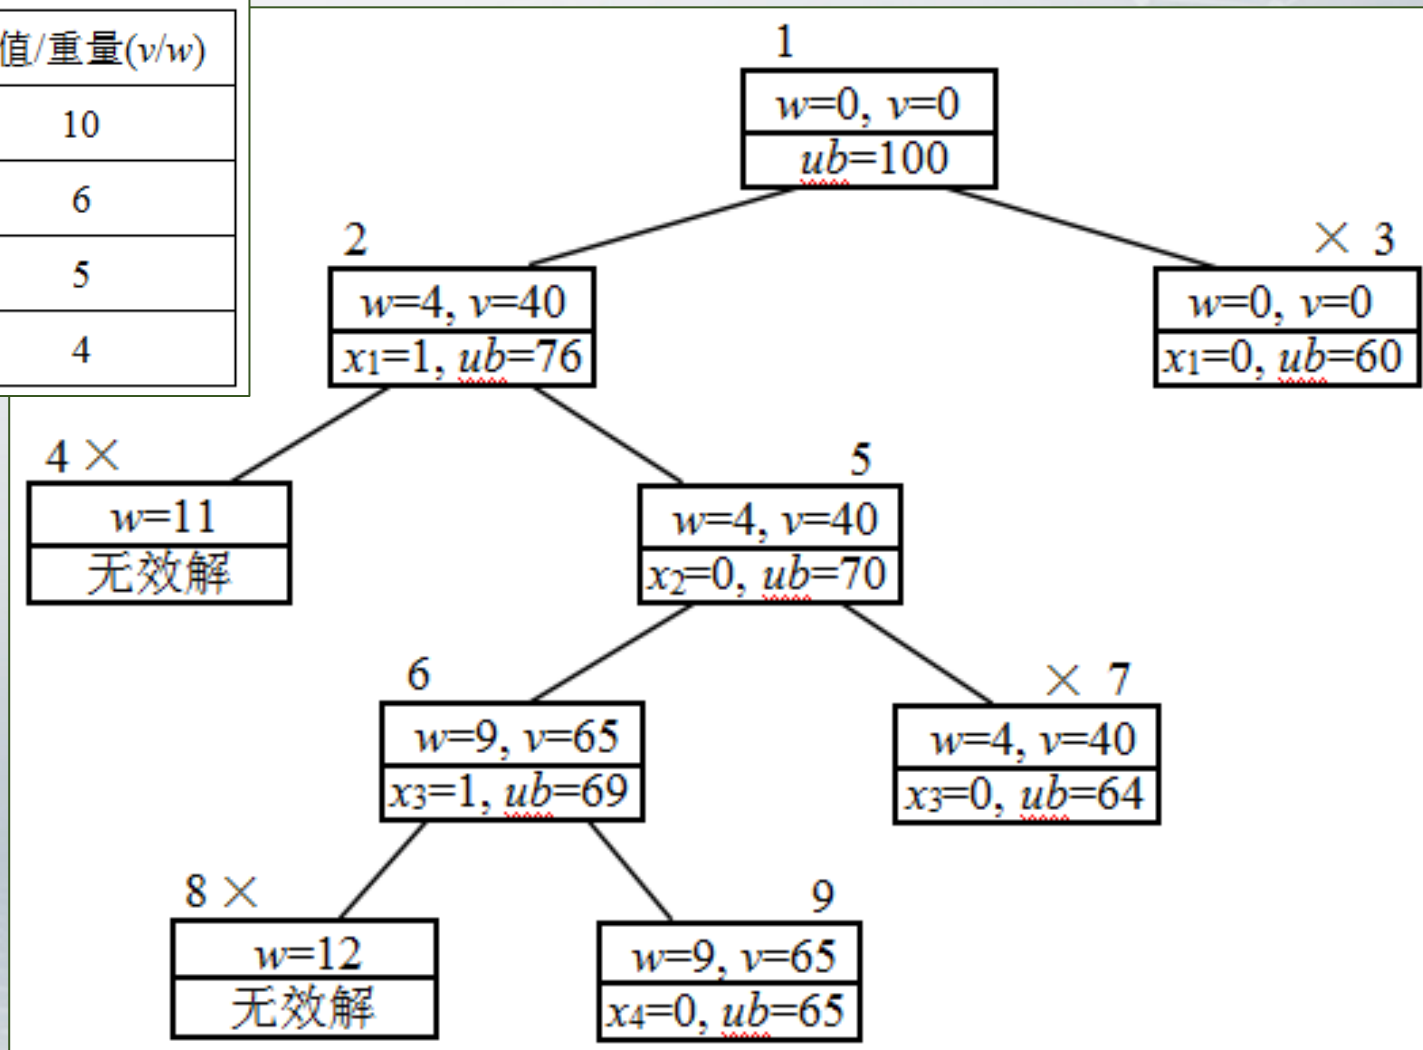 值/重量(v/w)
10
6
5
4
1
w=0, v=0
ub=100
2
w=4, v=40
x1=1, ub=76
× 3
w=0, v=0
x1=0, ub=60
4 ×
w=11
无效解
5
w=4, v=40
x2=0, ub=70
6
w=9, v=65
x3=1, ub=69
× 7
w=4, v=40
x3=0, ub=64
8 ×
w=12
无效解
9
w=9, v=65
x4=0, ub=65